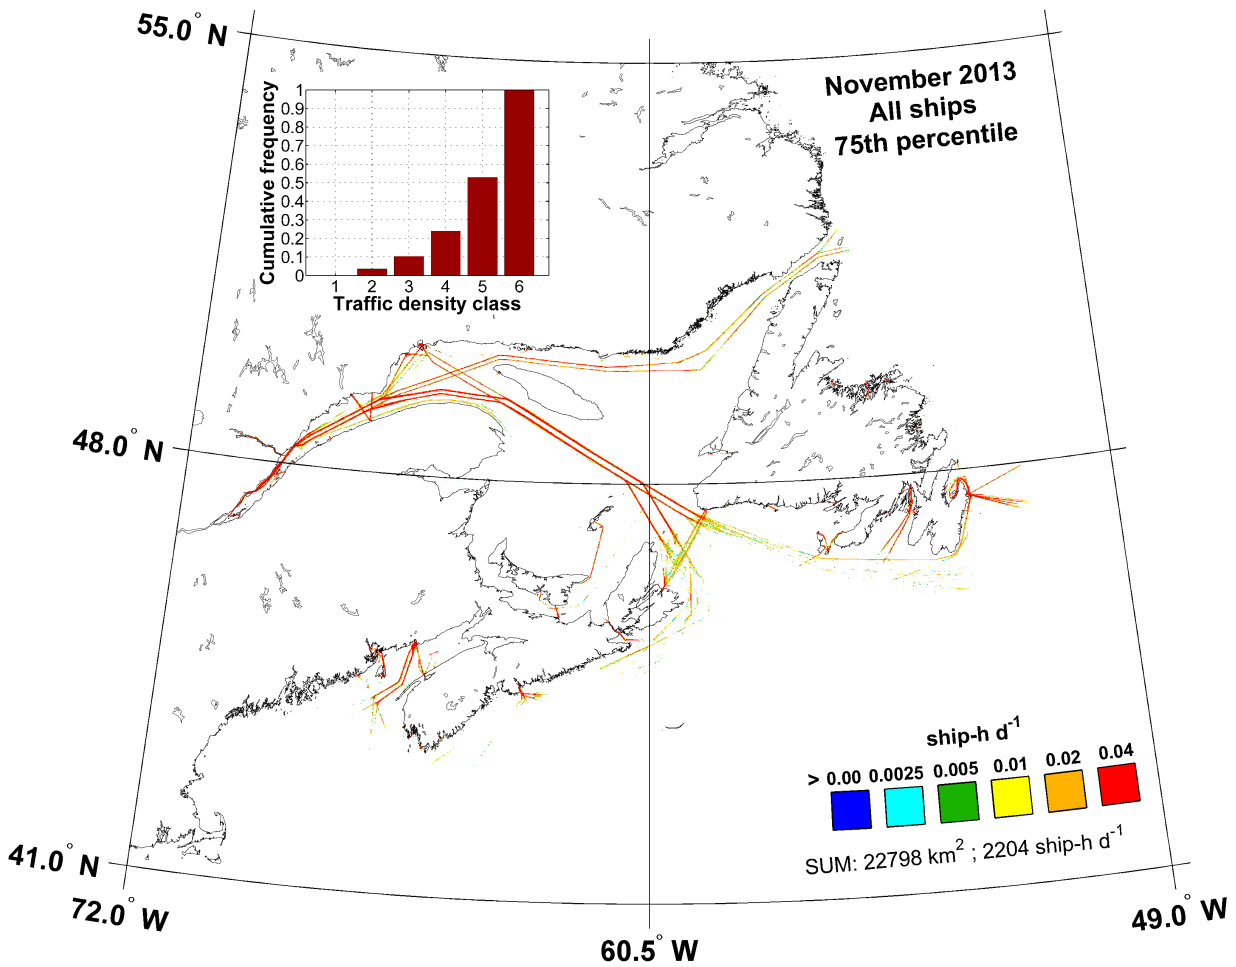 55.0° N
November 2013
All ships
75th percentile
Cumulative frequency
1
0.9
0.8
0.7
0.6
0.5
0.4
0.3
0.2
0.1
0
1 2 3 4 5 6
Traffic density class
48.0° N
ship-h d-1
> 0.00 0.0025 0.005 0.01 0.02 0.04
SUM: 22798 km2 ; 2204 ship-h d-1
41.0° N
72.0° W
60.5° W
49.0° W